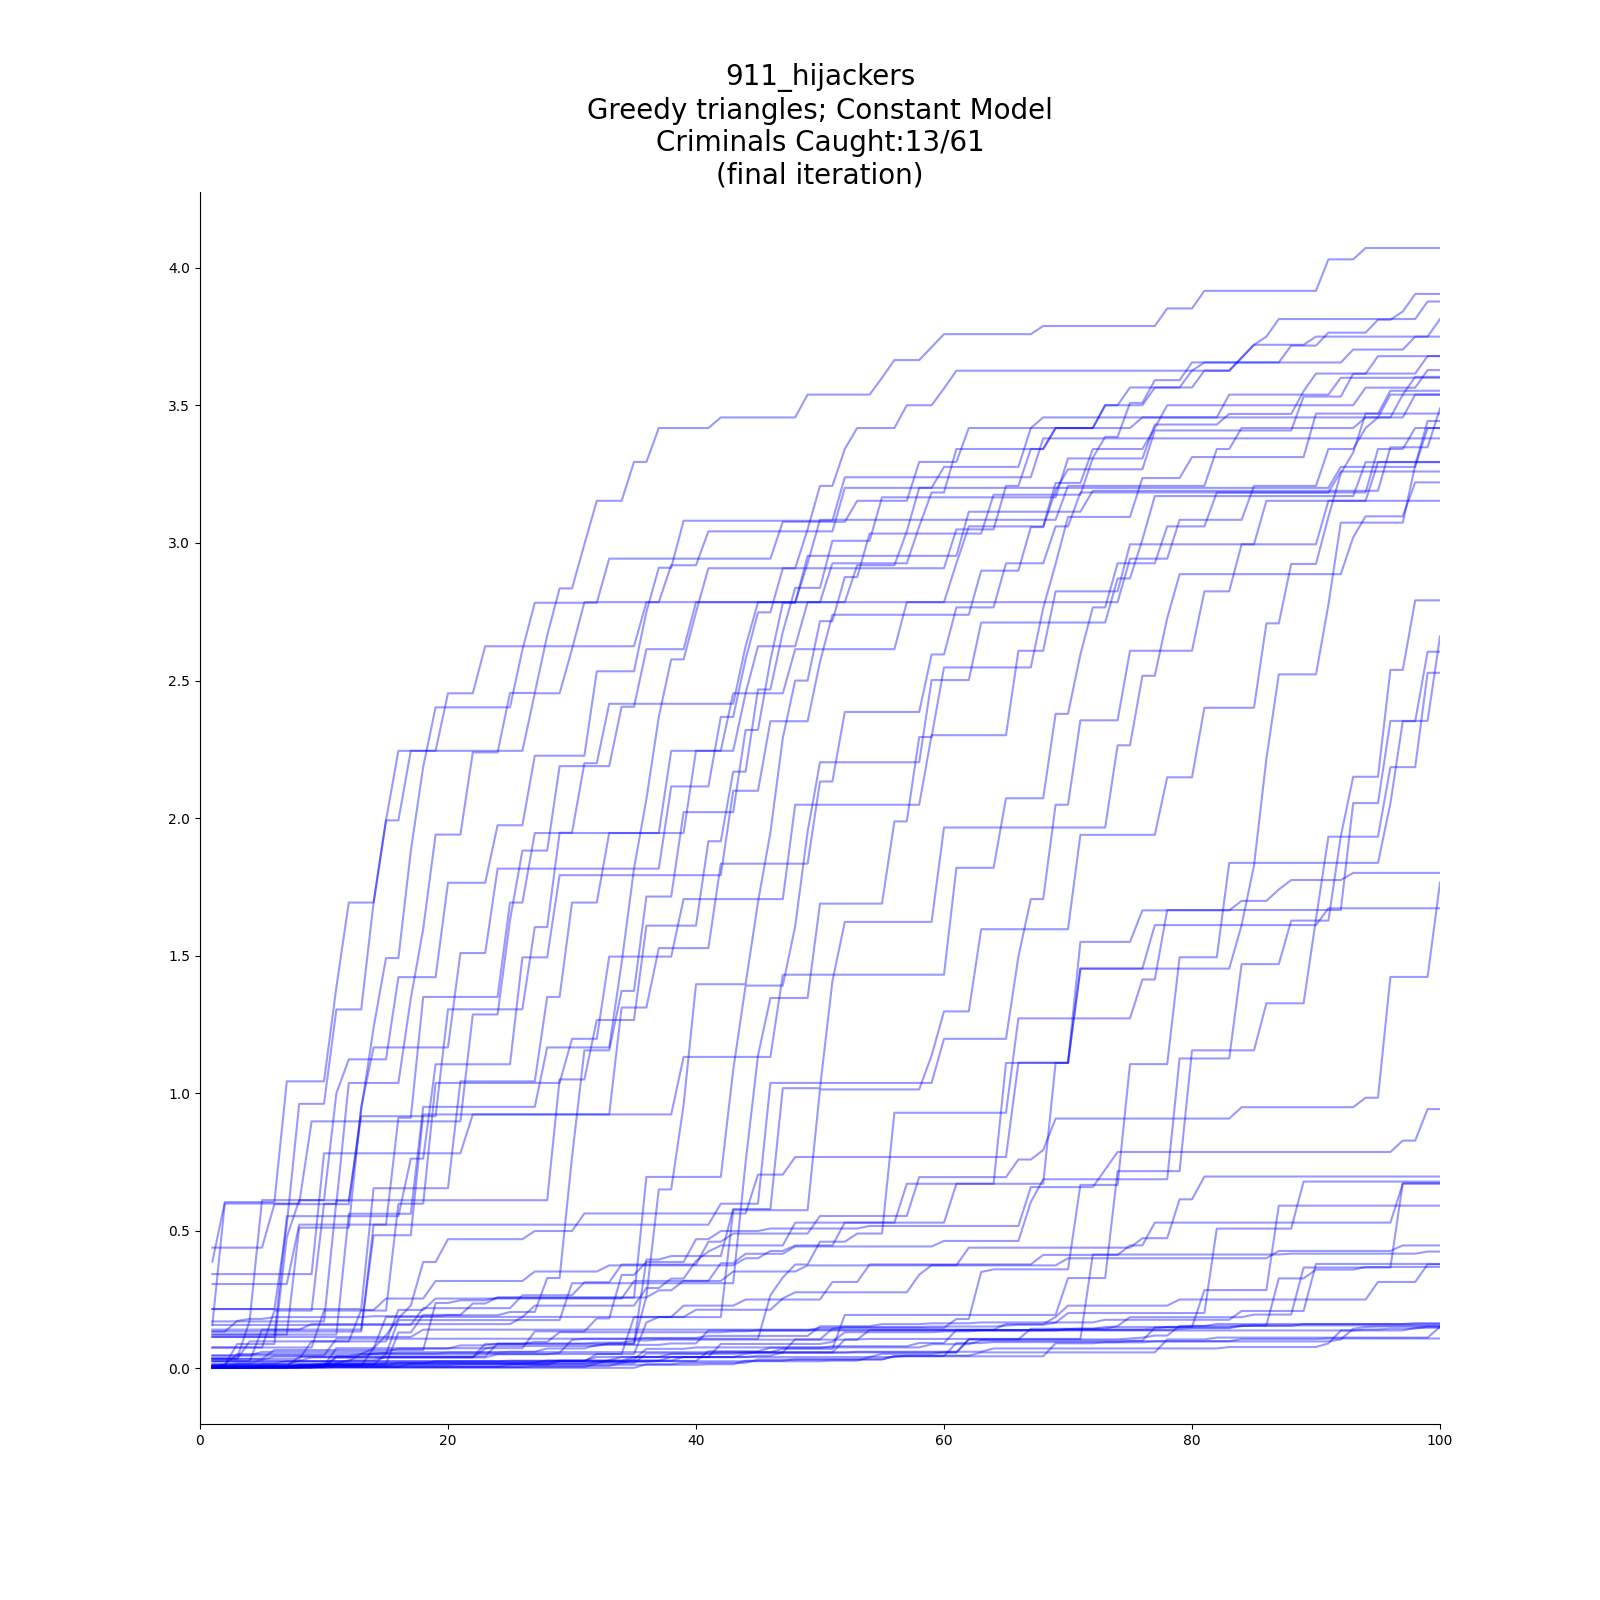 911_hijackers
Greedy triangles; Constant Model
Criminals Caught:13/61
(final iteration)
4.0
3.5
3.0
2.5
2.0
1.5
1.0
0.5
0.0
0 20 40 60 80 100